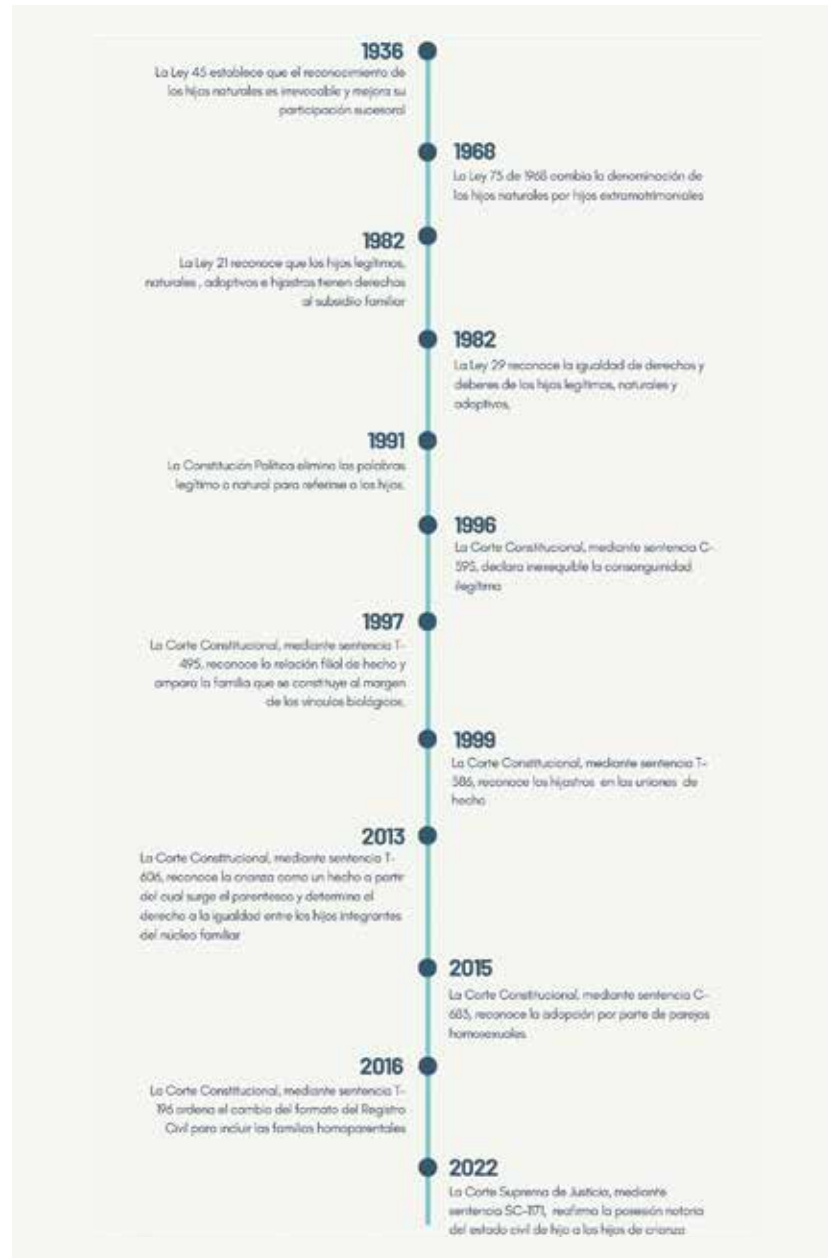 1936
La Ley 45 establece que el reconocimiento de
los hijos naturales es irrevocable y mejora su
participación sucesoral
1968
La Ley 75 de 1968 cambia la denominación de
los hijos naturales por hijos extramatrimoniales
1982
La Ley 21 reconoce que los hijos legítimos,
naturales , adoptivos e hijastros tienen derechos
al subsidio familiar
1982
La Ley 29 reconoce la igualdad de derechos y
deberes de los hijos legítimos, naturales y
adoptivos,
1991
La Constitución Política elimina las palabras
legítimo o natural para referirse a los hijos.
1996
La Corte Constitucional, mediante sentencia C-
595, declara inexequible la consanguinidad
ilegítima
1997
La Corte Constitucional, mediante sentencia T-
495, reconoce la relación filial de hecho y
ampara la familia que se constituye al margen
de los vínculos biológicos.
1999
La Corte Constitucional, mediante sentencia T-
586, reconoce los hijastros en las uniones de
hecho
2013
La Corte Constitucional, mediante sentencia T-
606, reconoce la crianza como un hecho a partir
del cual surge el parentesco y determina el
derecho a la igualdad entre los hijos integrantes
del núcleo familiar
2015
La Corte Constitucional, mediante sentencia C-
683, reconoce la adopción por parte de parejas
homosexuales
2016
La Corte Constitucional, mediante sentencia T-
196 ordena el cambio del formato del Registro
Civil para incluir las familias homoparentales
2022
La Corte Suprema de Justicia, mediante
sentencia SC-1171, reafirma la posesión notoria
del estado civil de hijo a los hijos de crianza